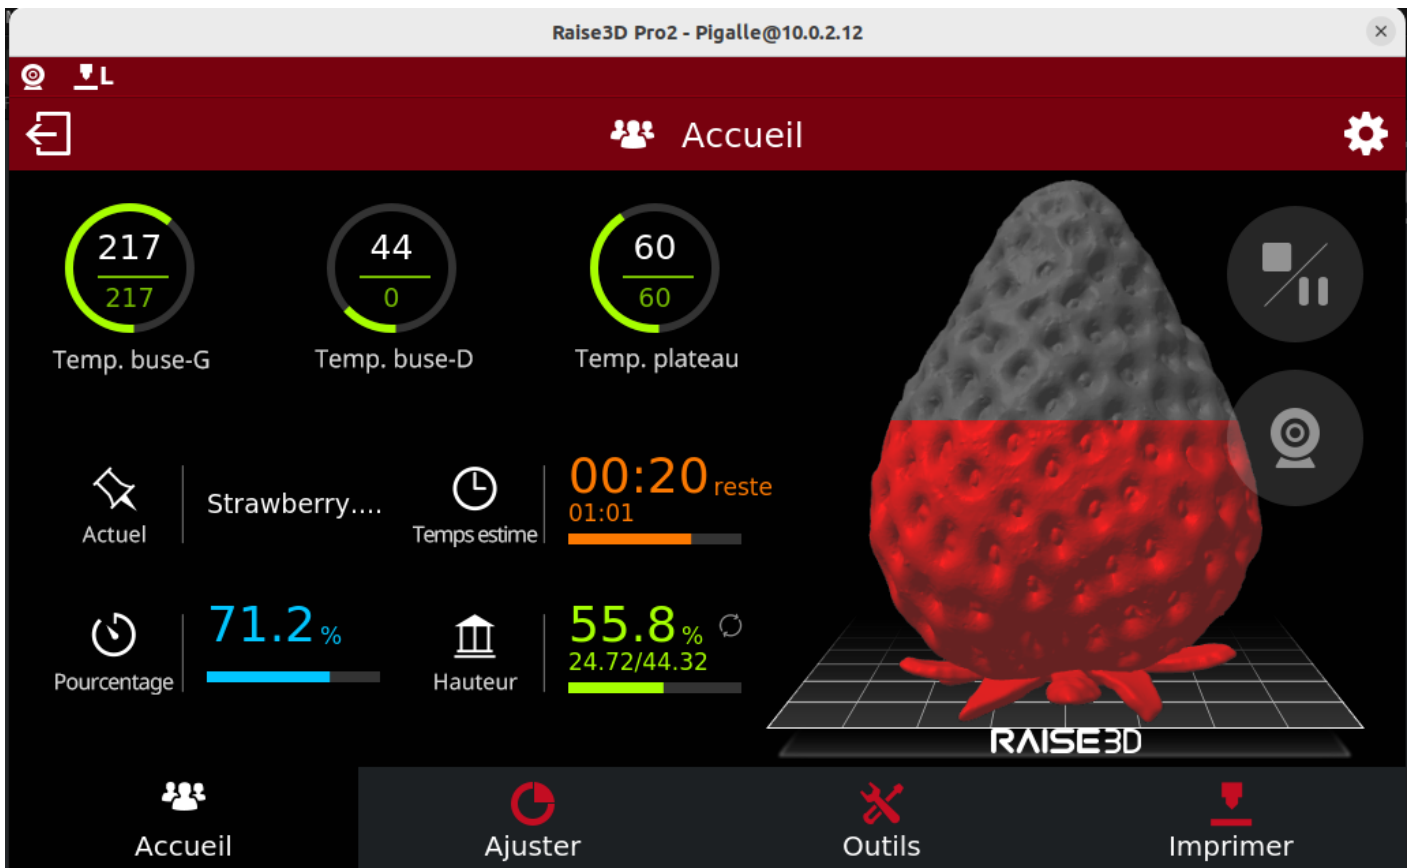 Raise3D Pro2 - Pigalle@10.0.2.12
L
Accueil
217
217
Temp. buse-G
44
0
Temp. buse-D
60
60
Temp. plateau
Actuel
Strawberry....
Temps estime
00:20 reste
01:01
Pourcentage
71.2 %
Hauteur
55.8 %
24.72/44.32
RAISE3D
Accueil
Ajuster
Outils
Imprimer